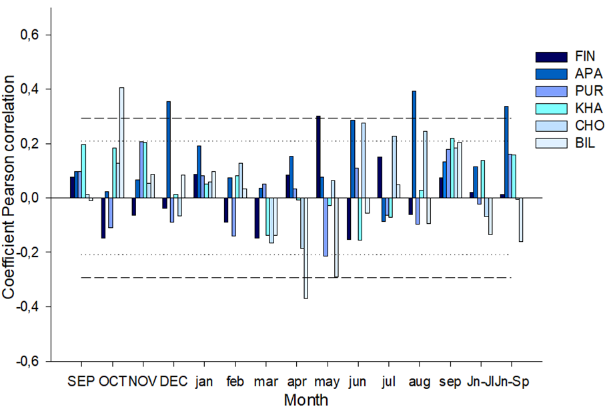 0,6
0,4
0,2
0,0
-0,2
-0,4
-0,6
Coefficient Pearson correlation
SEP OCT NOV DEC jan feb mar apr may jun jul aug sep Jn-Jl Jn-Sp
Month
FIN
APA
PUR
KHA
CHO
BIL